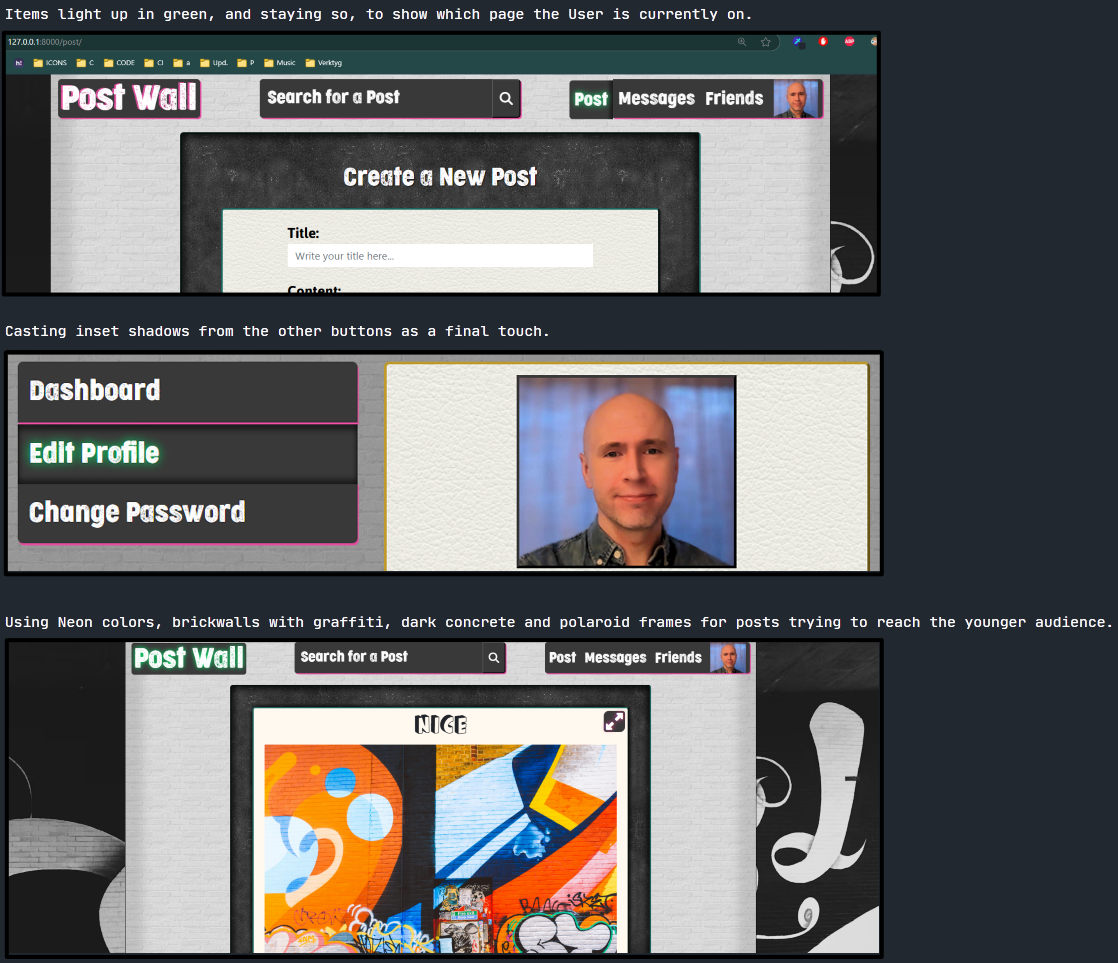 Items light up in green, and staying so, to show which page the User is currently on.
127.0.0.1:8000/post/
h! ICONS C CODE CI a Upd. P Music Verktyg
Post Wall Search for a Post Post Messages Friends
Create a New Post
Title:
Write your title here...
Content:
Casting inset shadows from the other buttons as a final touch.
Dashboard
Edit Profile
Change Password
Using Neon colors, brickwalls with graffiti, dark concrete and polaroid frames for posts trying to reach the younger audience.
Post Wall Search for a Post Post Messages Friends
NICE